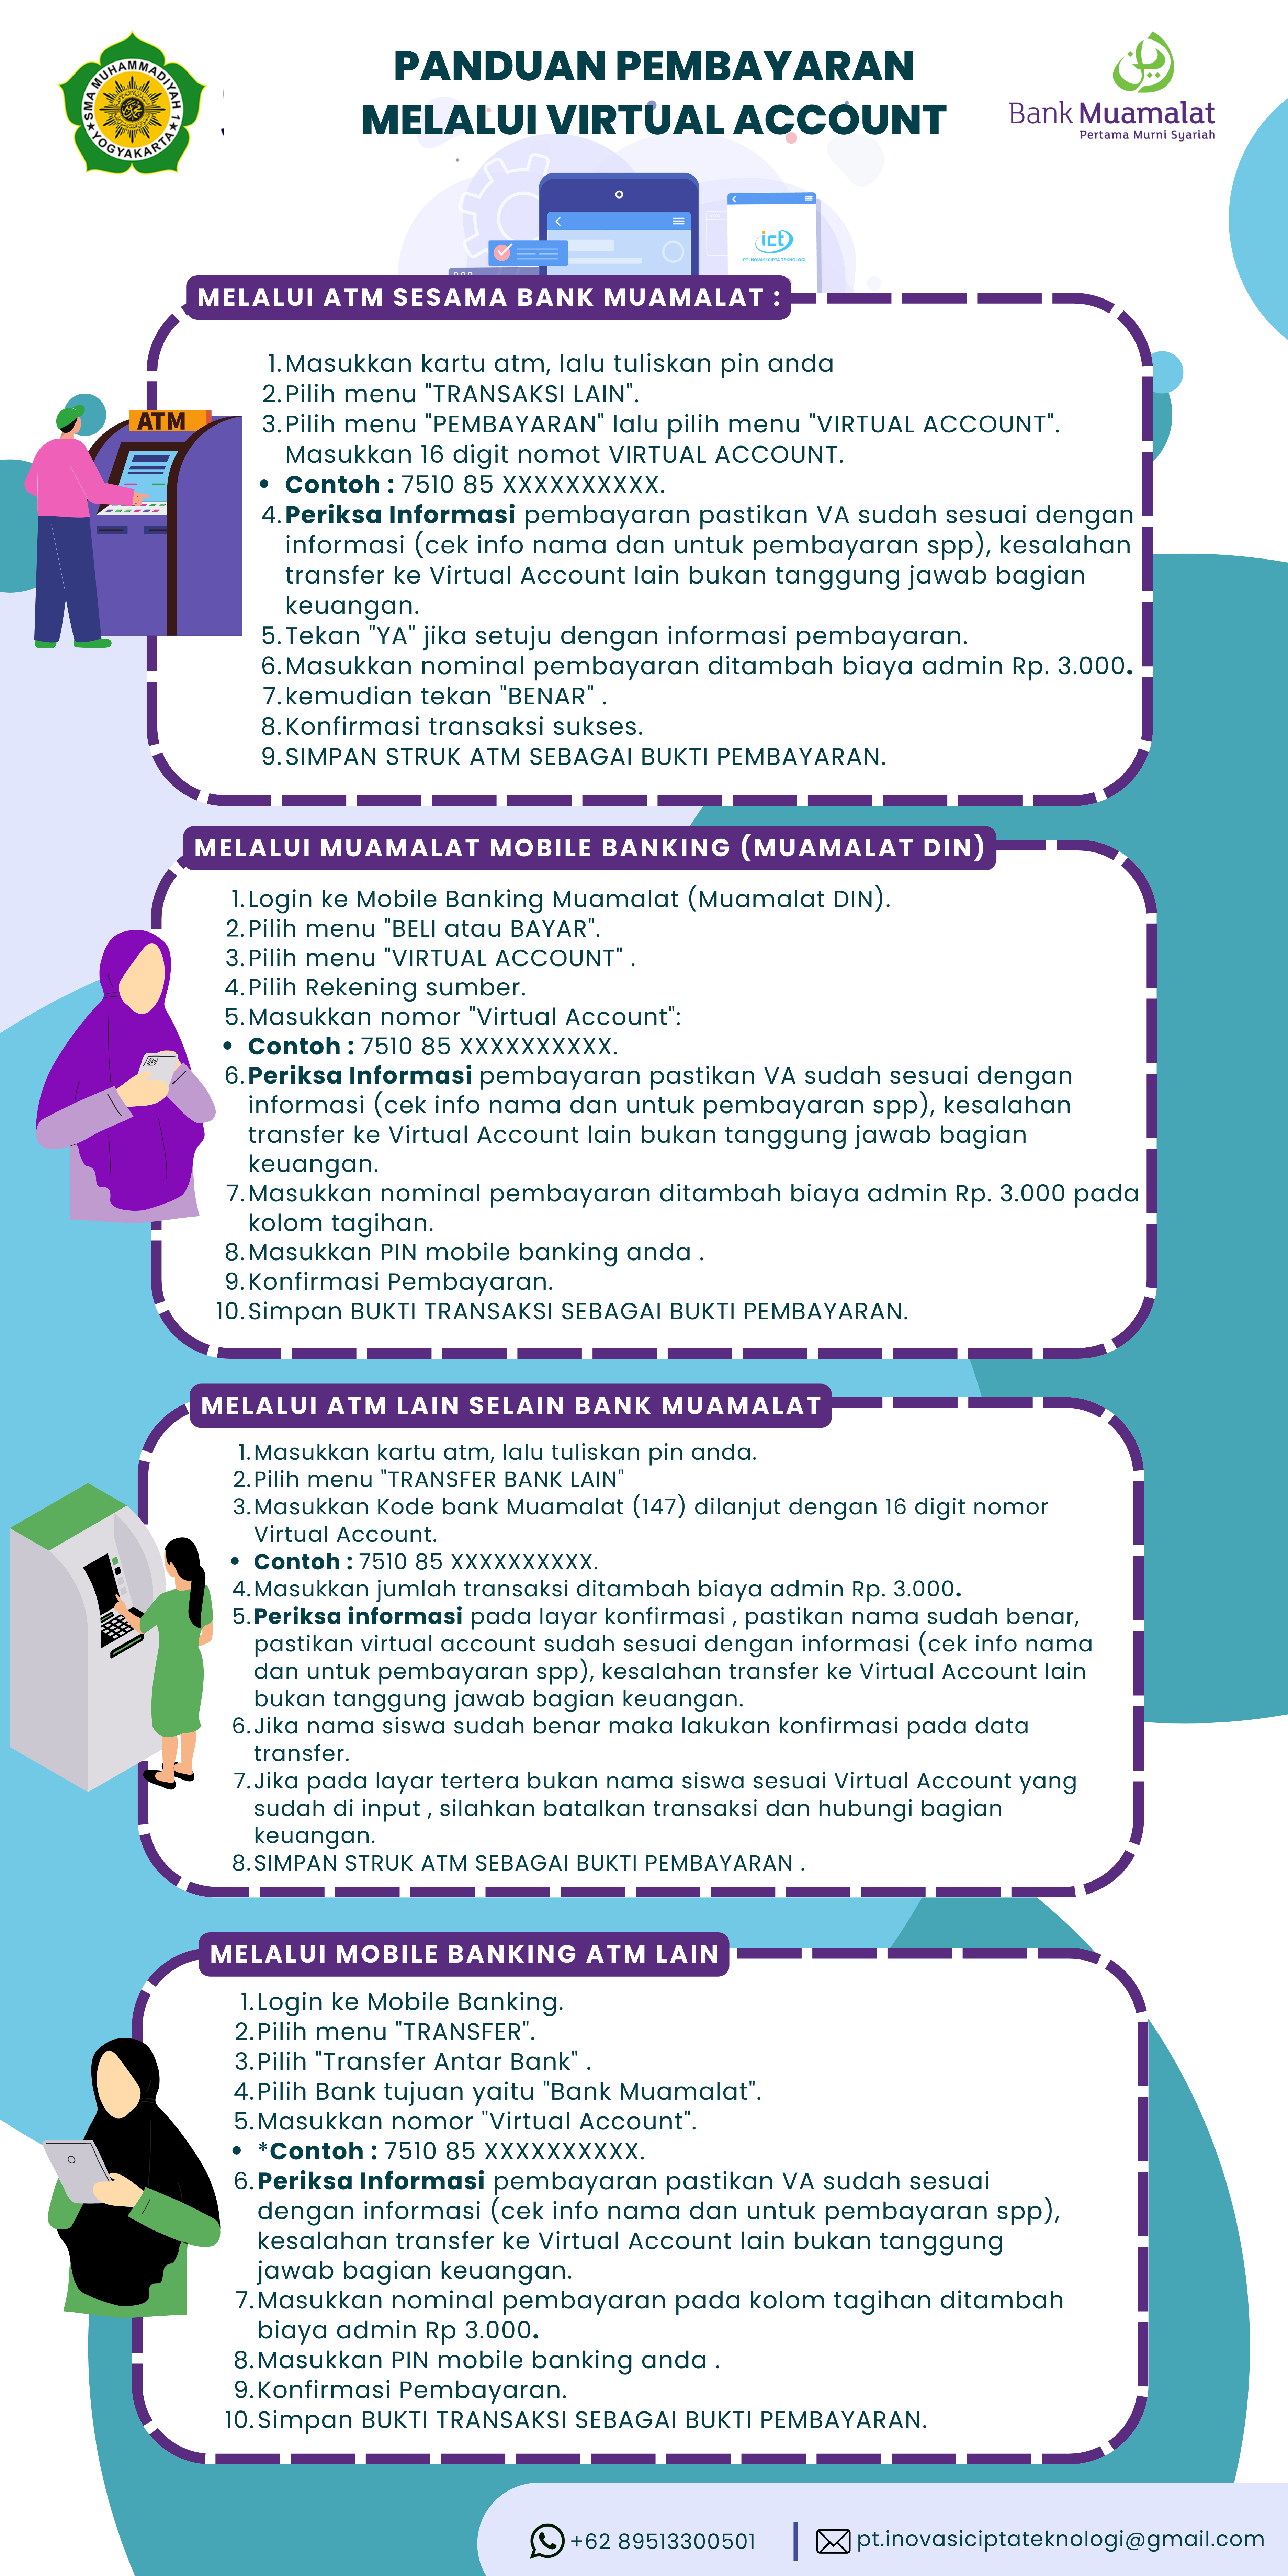 PANDUAN PEMBAYARAN
MELALUI VIRTUAL ACCOUNT
SMA MUHAMMADIYAH 1
YOGYAKARTA
Bank Muamalat
Pertama Murni Syariah
ict
PT INOVASI CIPTA TEKNOLOGI
MELALUI ATM SESAMA BANK MUAMALAT :
ATM
1. Masukkan kartu atm, lalu tuliskan pin anda
2. Pilih menu "TRANSAKSI LAIN".
3. Pilih menu "PEMBAYARAN" lalu pilih menu "VIRTUAL ACCOUNT".
Masukkan 16 digit nomot VIRTUAL ACCOUNT.
• Contoh : 7510 85 XXXXXXXXXX.
4. Periksa Informasi pembayaran pastikan VA sudah sesuai dengan
informasi (cek info nama dan untuk pembayaran spp), kesalahan
transfer ke Virtual Account lain bukan tanggung jawab bagian
keuangan.
5. Tekan "YA" jika setuju dengan informasi pembayaran.
6. Masukkan nominal pembayaran ditambah biaya admin Rp. 3.000.
7. kemudian tekan "BENAR" .
8. Konfirmasi transaksi sukses.
9. SIMPAN STRUK ATM SEBAGAI BUKTI PEMBAYARAN.
MELALUI MUAMALAT MOBILE BANKING (MUAMALAT DIN)
1. Login ke Mobile Banking Muamalat (Muamalat DIN).
2. Pilih menu "BELI atau BAYAR".
3. Pilih menu "VIRTUAL ACCOUNT" .
4. Pilih Rekening sumber.
5. Masukkan nomor "Virtual Account":
• Contoh : 7510 85 XXXXXXXXXX.
6. Periksa Informasi pembayaran pastikan VA sudah sesuai dengan
informasi (cek info nama dan untuk pembayaran spp), kesalahan
transfer ke Virtual Account lain bukan tanggung jawab bagian
keuangan.
7. Masukkan nominal pembayaran ditambah biaya admin Rp. 3.000 pada
kolom tagihan.
8. Masukkan PIN mobile banking anda .
9. Konfirmasi Pembayaran.
10. Simpan BUKTI TRANSAKSI SEBAGAI BUKTI PEMBAYARAN.
MELALUI ATM LAIN SELAIN BANK MUAMALAT
1. Masukkan kartu atm, lalu tuliskan pin anda.
2. Pilih menu "TRANSFER BANK LAIN"
3. Masukkan Kode bank Muamalat (147) dilanjut dengan 16 digit nomor
Virtual Account.
• Contoh : 7510 85 XXXXXXXXXX.
4. Masukkan jumlah transaksi ditambah biaya admin Rp. 3.000.
5. Periksa informasi pada layar konfirmasi , pastikan nama sudah benar,
pastikan virtual account sudah sesuai dengan informasi (cek info nama
dan untuk pembayaran spp), kesalahan transfer ke Virtual Account lain
bukan tanggung jawab bagian keuangan.
6. Jika nama siswa sudah benar maka lakukan konfirmasi pada data
transfer.
7. Jika pada layar tertera bukan nama siswa sesuai Virtual Account yang
sudah di input , silahkan batalkan transaksi dan hubungi bagian
keuangan.
8. SIMPAN STRUK ATM SEBAGAI BUKTI PEMBAYARAN .
MELALUI MOBILE BANKING ATM LAIN
1. Login ke Mobile Banking.
2. Pilih menu "TRANSFER".
3. Pilih "Transfer Antar Bank" .
4. Pilih Bank tujuan yaitu "Bank Muamalat".
5. Masukkan nomor "Virtual Account".
• *Contoh : 7510 85 XXXXXXXXXX.
6. Periksa Informasi pembayaran pastikan VA sudah sesuai
dengan informasi (cek info nama dan untuk pembayaran spp),
kesalahan transfer ke Virtual Account lain bukan tanggung
jawab bagian keuangan.
7. Masukkan nominal pembayaran pada kolom tagihan ditambah
biaya admin Rp 3.000.
8. Masukkan PIN mobile banking anda .
9. Konfirmasi Pembayaran.
10. Simpan BUKTI TRANSAKSI SEBAGAI BUKTI PEMBAYARAN.
+62 89513300501
pt.inovasiciptateknologi@gmail.com